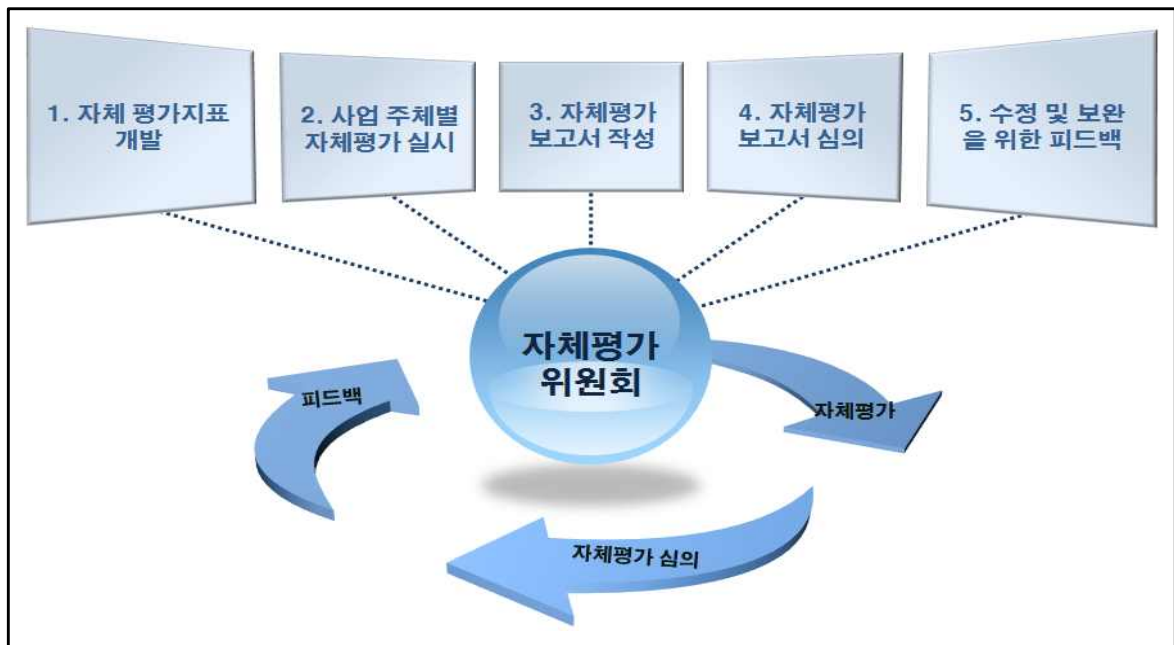 1. 자체 평가지표
개발
2. 사업 주체별
자체평가 실시
3. 자체평가
보고서 작성
4. 자체평가
보고서 심의
5. 수정 및 보완
을 위한 피드백
자체평가
위원회
피드백
자체평가
자체평가 심의